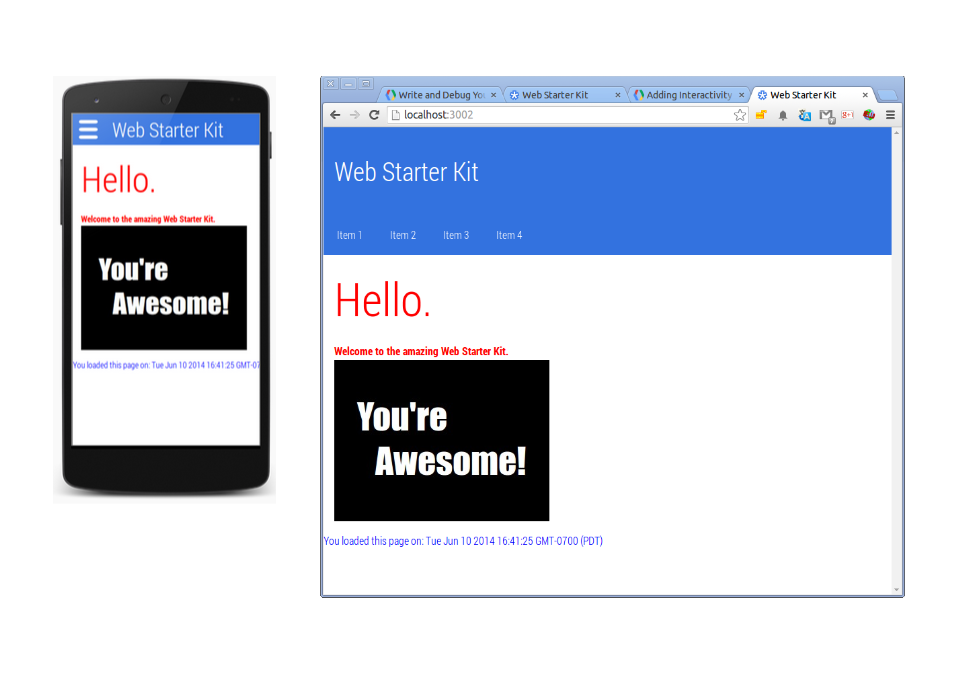 Web Starter Kit
Hello.
Welcome to the amazing Web Starter Kit.
You're
Awesome!
You loaded this page on: Tue Jun 10 2014 16:41:25 GMT-07
Write and Debug Yo
Web Starter Kit
Adding Interactivity
Web Starter Kit
localhost:3002
Web Starter Kit
Item 1 Item 2 Item 3 Item 4
Hello.
Welcome to the amazing Web Starter Kit.
You're
Awesome!
You loaded this page on: Tue Jun 10 2014 16:41:25 GMT-0700 (PDT)